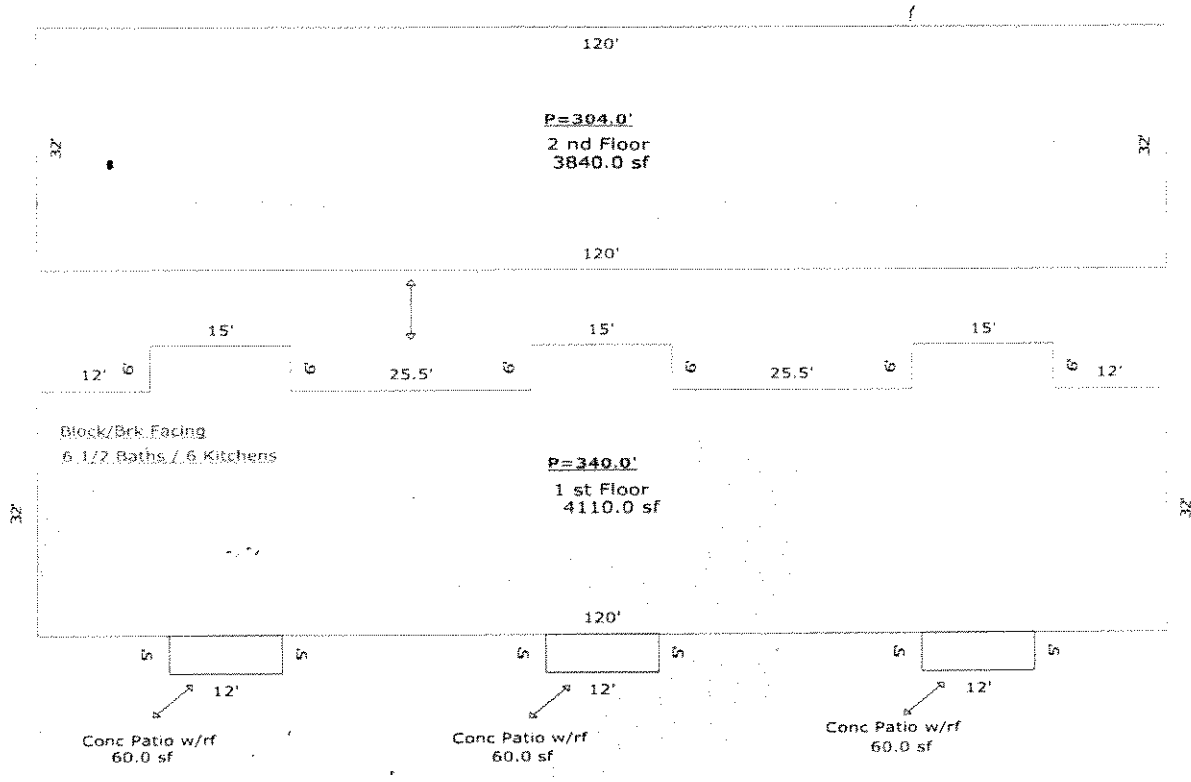 120'
32'
P=304.0'
2 nd Floor
3840.0 sf
32'
120'
15'
15'
15'
12'
6'
6'
25.5'
6'
6'
25.5'
6'
6'
12'
Block/Brk Facing
6 1/2 Baths / 6 Kitchens
P=340.0'
1 st Floor
4110.0 sf
32'
32'
120'
5'
5'
5'
5'
5'
5'
12'
12'
12'
Conc Patio w/rf
60.0 sf
Conc Patio w/rf
60.0 sf
Conc Patio w/rf
60.0 sf